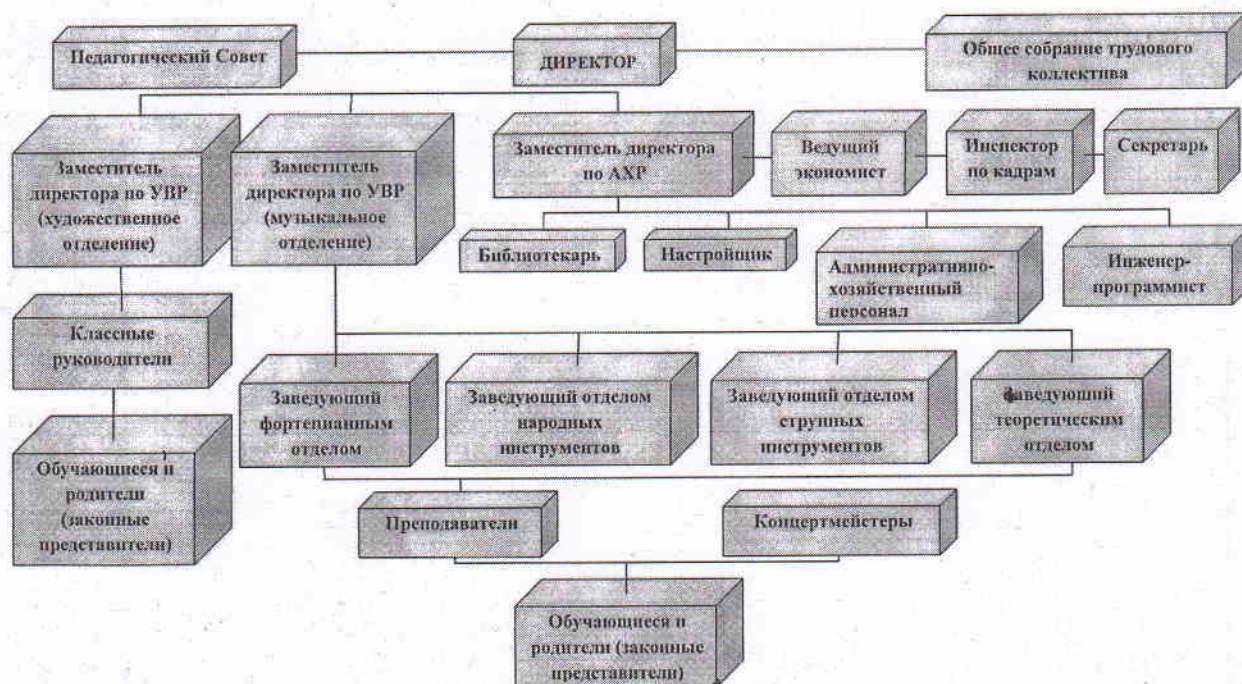 Педагогический Совет
ДИРЕКТОР
Общее собрание трудового
коллектива
Заместитель
директора по УВР
(художественное
отделение)
Заместитель
директора по УВР
(музыкальное
отделение)
Заместитель директора
по АХР
Ведущий
экономист
Инспектор
по кадрам
Секретарь
Библиотекарь
Настройщик
Административно-
хозяйственный
персонал
Инженер-
программист
Классные
руководители
Заведующий
фортепианным
отделом
Заведующий отделом
народных
инструментов
Заведующий отделом
струнных
инструментов
Заведующий
теоретическим
отделом
Обучающиеся и
родители
(законные
представители)
Преподаватели
Концертмейстеры
Обучающиеся и
родители (законные
представители)